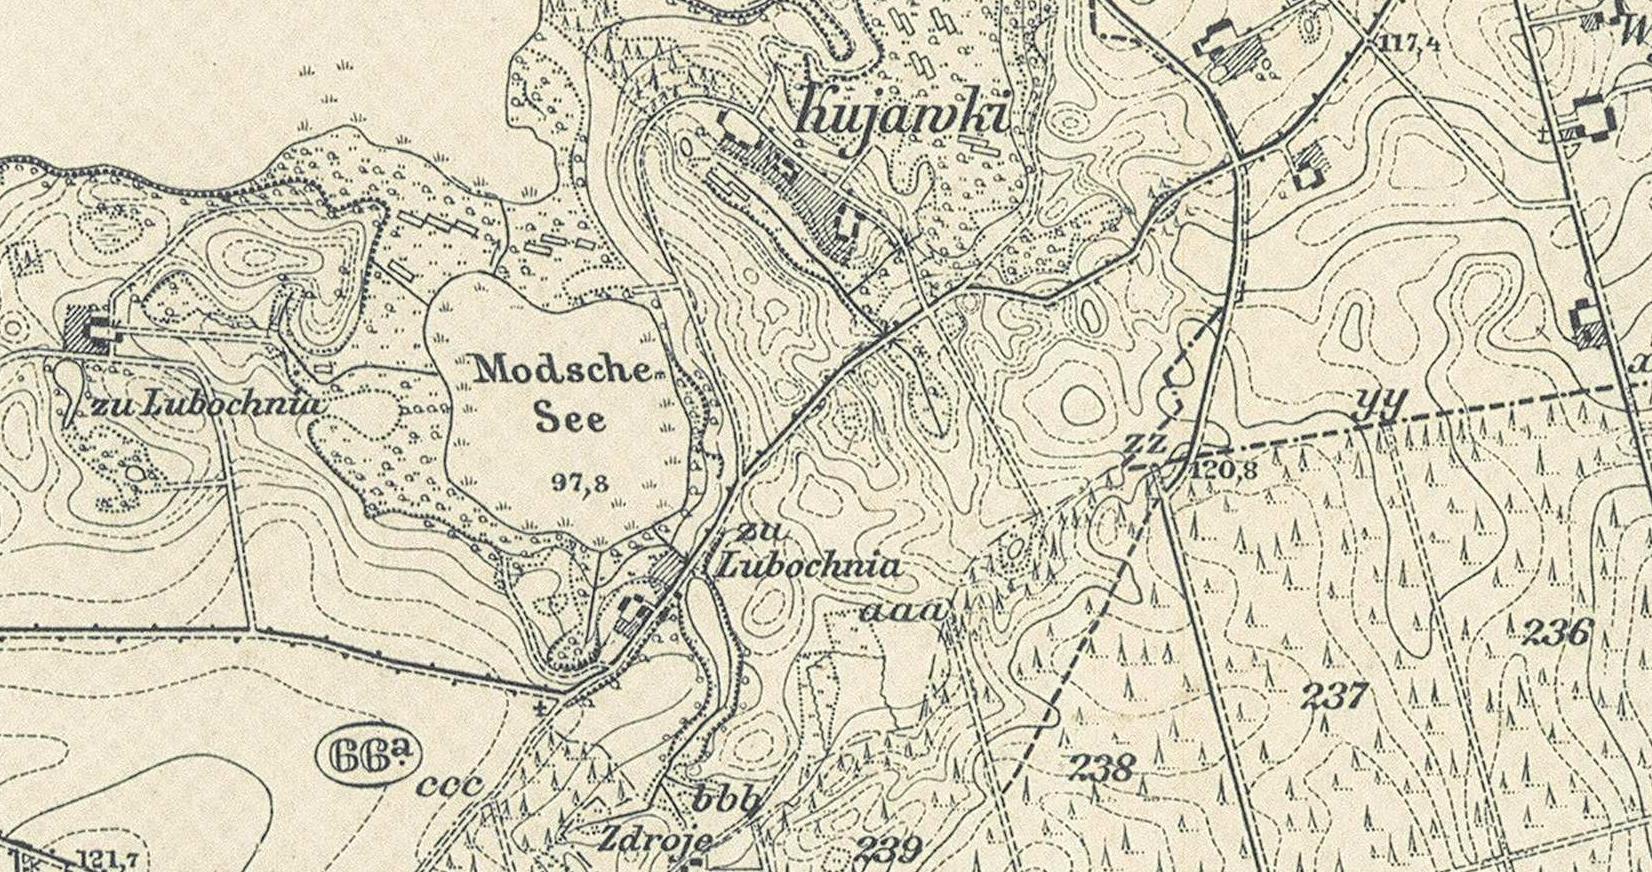 117,4
W
Kujawki
Modsche
See
97,8
zu Lubochnia
yy
zz
120,8
zu
Lubochnia
aaa
236
237
66a
ccc
238
bbb
Zdroje
239
121,7